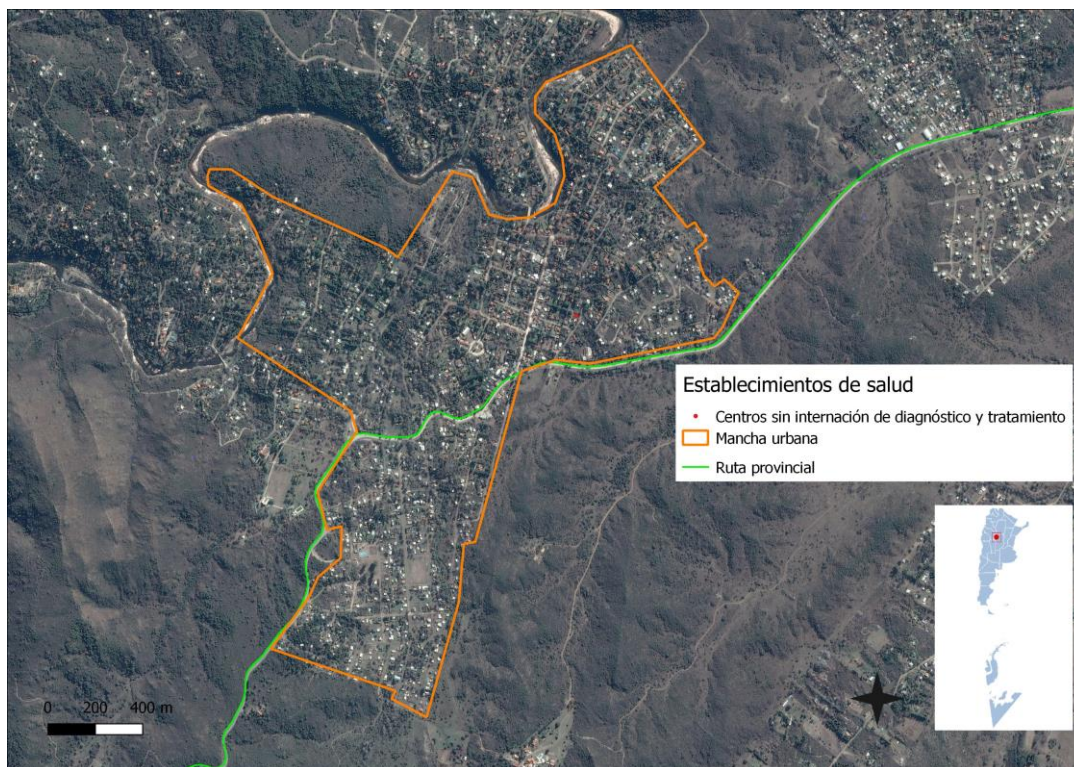 Establecimientos de salud
Centros sin internación de diagnóstico y tratamiento
Mancha urbana
Ruta provincial
0 200 400 m